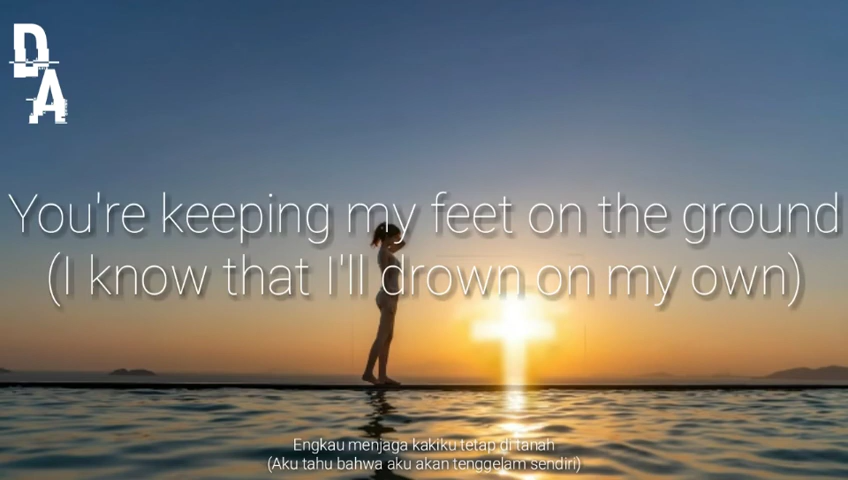 DA
You're keeping my feet on the ground
(I know that I'll drown on my own)
Engkau menjaga kakiku tetap di tanah
(Aku tahu bahwa aku akan tenggelam sendiri)